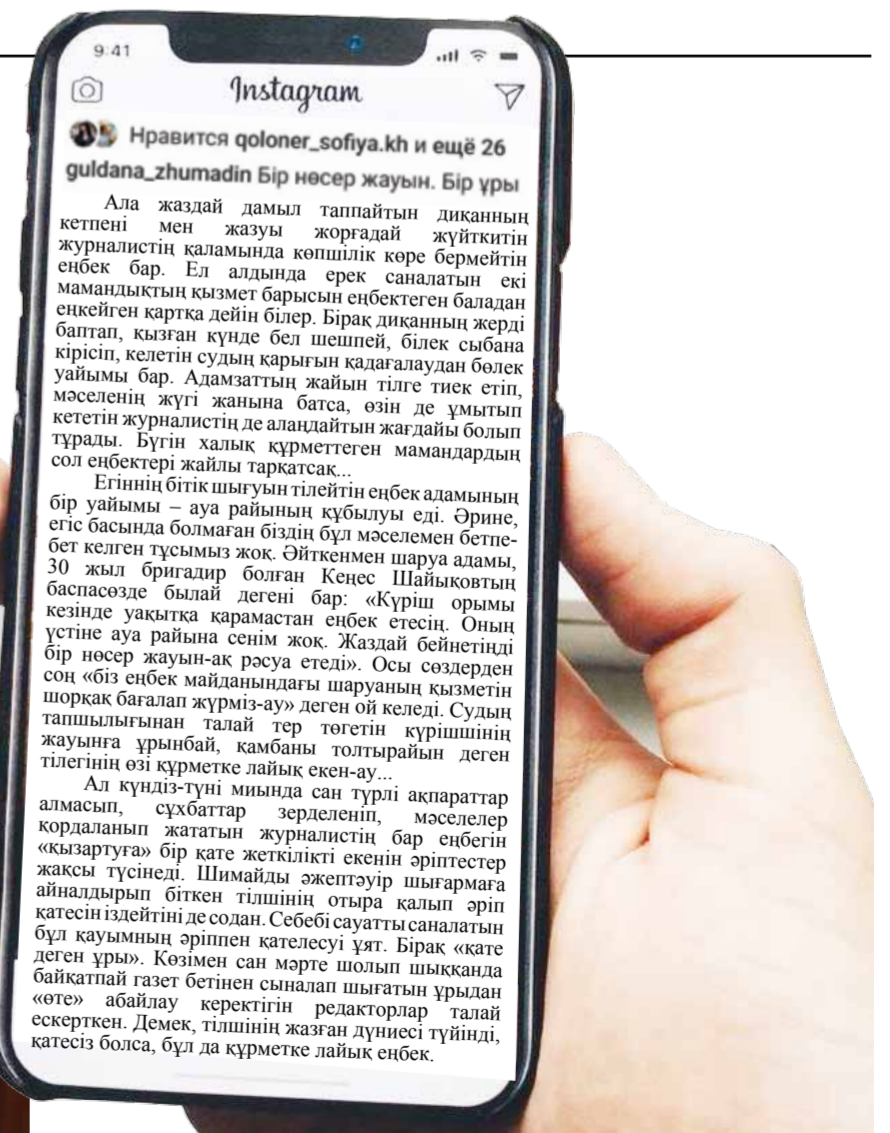 9:41
Instagram
Нравится qoloner_sofiya.kh и ещё 26
guldana_zhumadin Бір нөсер жауын. Бір ұры
Ала жаздай дамыл таппайтын диқанның
кетпені мен жазуы жорғадай жүйткитін
журналистің қаламында көпшілік көре бермейтін
еңбек бар. Ел алдында ерек саналатын екі
мамандықтың қызмет барысын еңбектеген баладан
еңкейген қартқа дейін білер. Бірақ диқанның жерді
баптап, қызған күнде бел шешпей, білек сыбана
кірісіп, келетін судың қарығын қадағалаудан бөлек
уайымы бар. Адамзаттың жайын тілге тиек етіп,
мәселенің жүгі жанына батса, өзін де ұмытып
кететін журналистің де алаңдайтын жағдайы болып
тұрады. Бүгін халық құрметтеген мамандардың
сол еңбектері жайлы тарқатсақ...
Егіннің бітік шығуын тілейтін еңбек адамының
бір уайымы – ауа райының құбылуы еді. Әрине,
егіс басында болмаған біздің бұл мәселемен бетпе-
бет келген тұсымыз жоқ. Әйткенмен шаруа адамы,
30 жыл бригадир болған Кеңес Шайықовтың
баспасөзде былай дегені бар: «Күріш орымы
кезінде уақытқа қарамастан еңбек етесің. Оның
үстіне ауа райына сенім жоқ. Жаздай бейнетіңді
бір нөсер жауын-ақ рәсуа етеді». Осы сөздерден
соң «біз еңбек майданындағы шаруаның қызметін
шорқақ бағалап жүрміз-ау» деген ой келеді. Судың
тапшылығынан талай тер төгетін күрішшінің
жауынға ұрынбай, қамбаны толтырайын деген
тілегінің өзі құрметке лайық екен-ау...
Ал күндіз-түні миында сан түрлі ақпараттар
алмасып, сұхбаттар зерделеніп, мәселелер
қордаланып жататын журналистің бар еңбегін
«қызартуға» бір қате жеткілікті екенін әріптестер
жақсы түсінеді. Шимайды әжептәуір шығармаға
айналдырып біткен тілшінің отыра қалып әріп
қатесін іздейтіні де содан. Себебі сауатты саналатын
бұл қауымның әріппен қателесуі ұят. Бірақ «қате
деген ұры». Көзімен сан мәрте шолып шыққанда
байқатпай газет бетінен сыналап шығатын ұрыдан
«өте» абайлау керектігін редакторлар талай
ескерткен. Демек, тілшінің жазған дүниесі түйінді,
қатесіз болса, бұл да құрметке лайық еңбек.